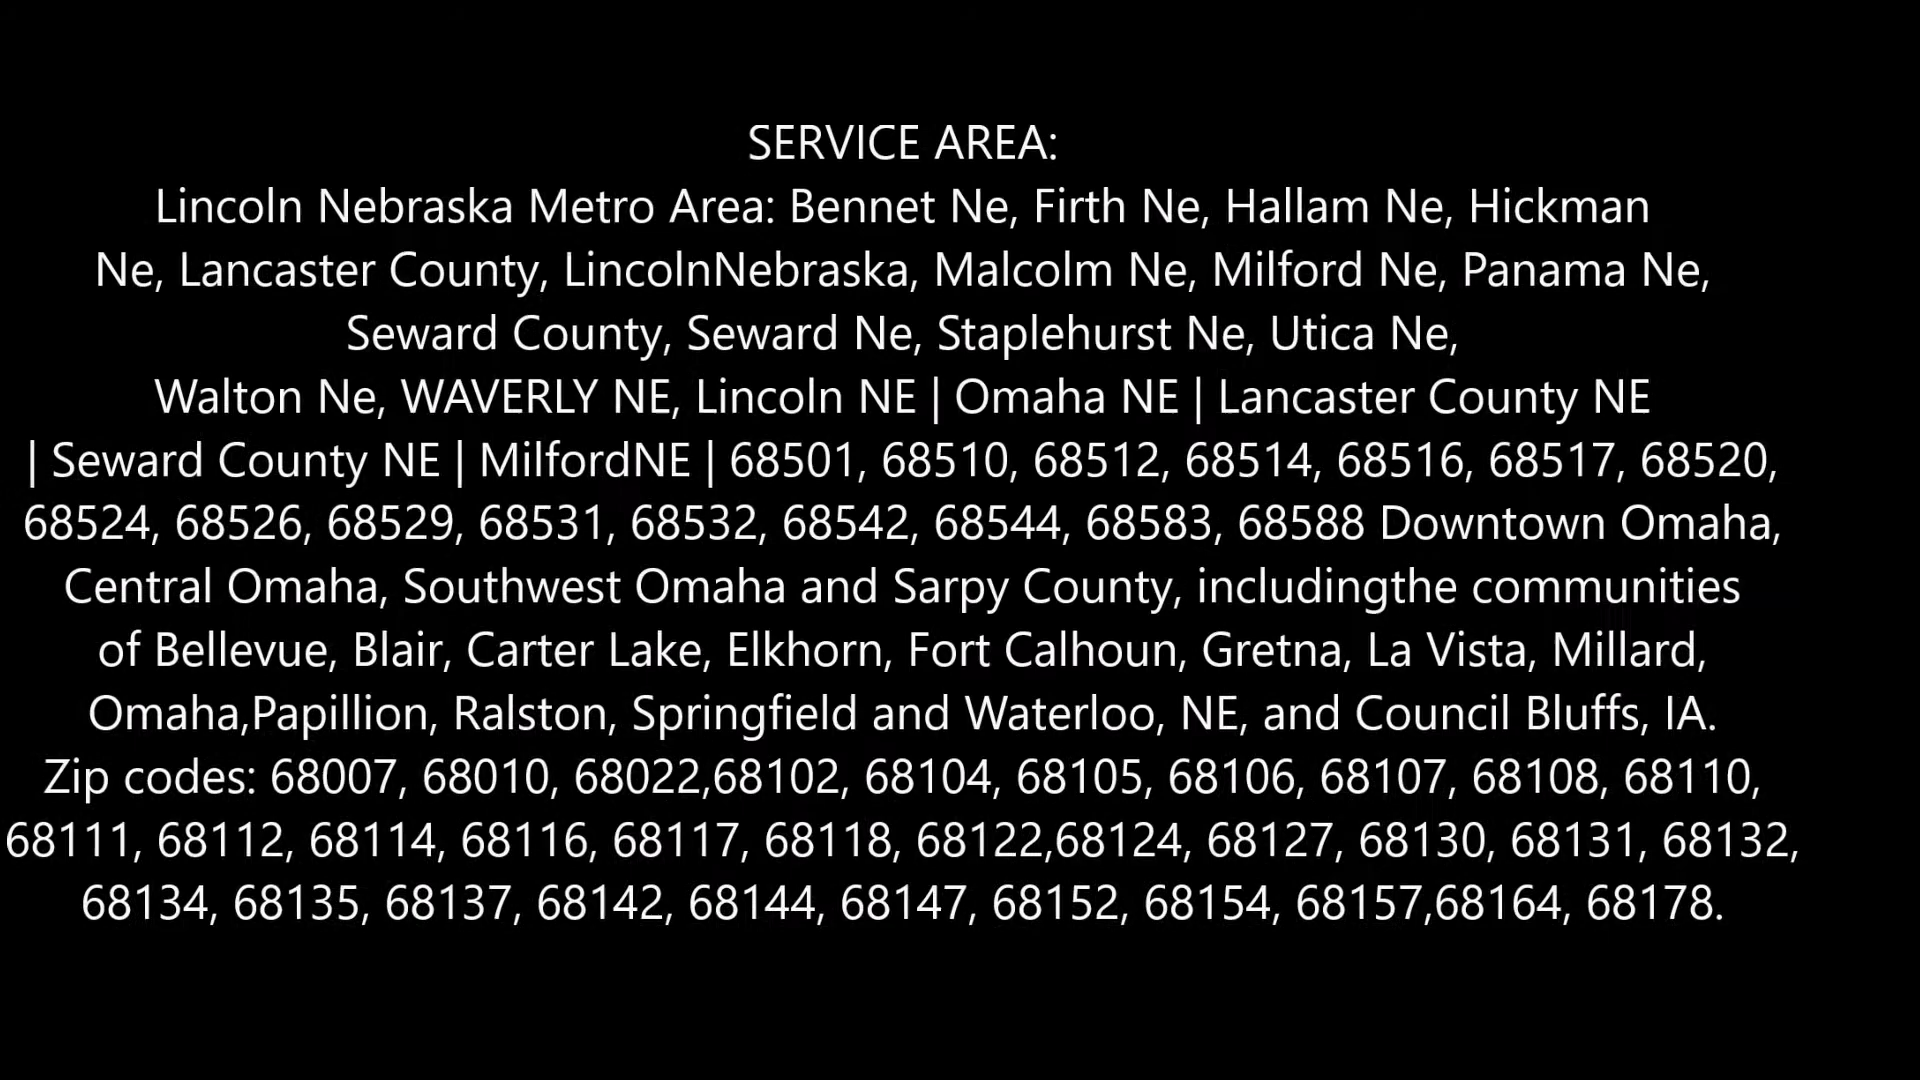 SERVICE AREA:
Lincoln Nebraska Metro Area: Bennet Ne, Firth Ne, Hallam Ne, Hickman
Ne, Lancaster County, LincolnNebraska, Malcolm Ne, Milford Ne, Panama Ne,
Seward County, Seward Ne, Staplehurst Ne, Utica Ne,
Walton Ne, WAVERLY NE, Lincoln NE | Omaha NE | Lancaster County NE
| Seward County NE | MilfordNE | 68501, 68510, 68512, 68514, 68516, 68517, 68520,
68524, 68526, 68529, 68531, 68532, 68542, 68544, 68583, 68588 Downtown Omaha,
Central Omaha, Southwest Omaha and Sarpy County, includingthe communities
of Bellevue, Blair, Carter Lake, Elkhorn, Fort Calhoun, Gretna, La Vista, Millard,
Omaha,Papillion, Ralston, Springfield and Waterloo, NE, and Council Bluffs, IA.
Zip codes: 68007, 68010, 68022,68102, 68104, 68105, 68106, 68107, 68108, 68110,
68111, 68112, 68114, 68116, 68117, 68118, 68122,68124, 68127, 68130, 68131, 68132,
68134, 68135, 68137, 68142, 68144, 68147, 68152, 68154, 68157,68164, 68178.